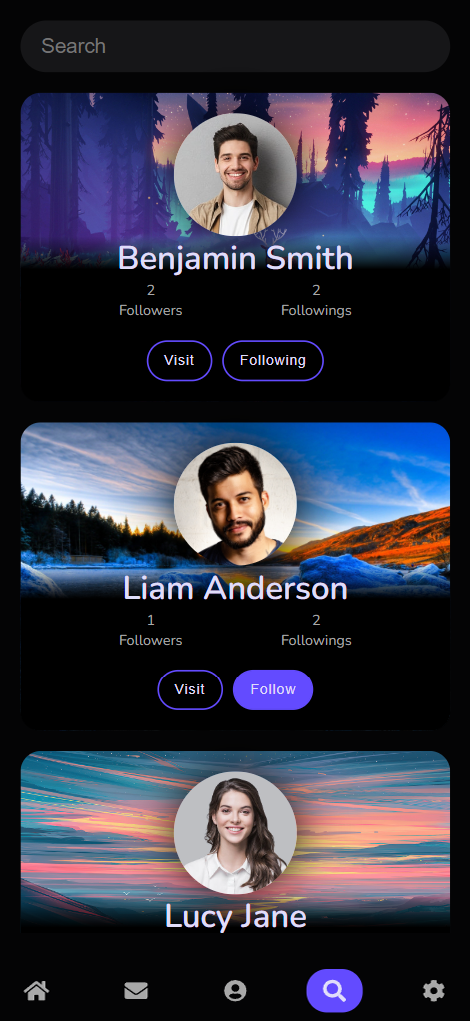 Search
Benjamin Smith
2 2
Followers Followings
Visit Following
Liam Anderson
1 2
Followers Followings
Visit Follow
Lucy Jane